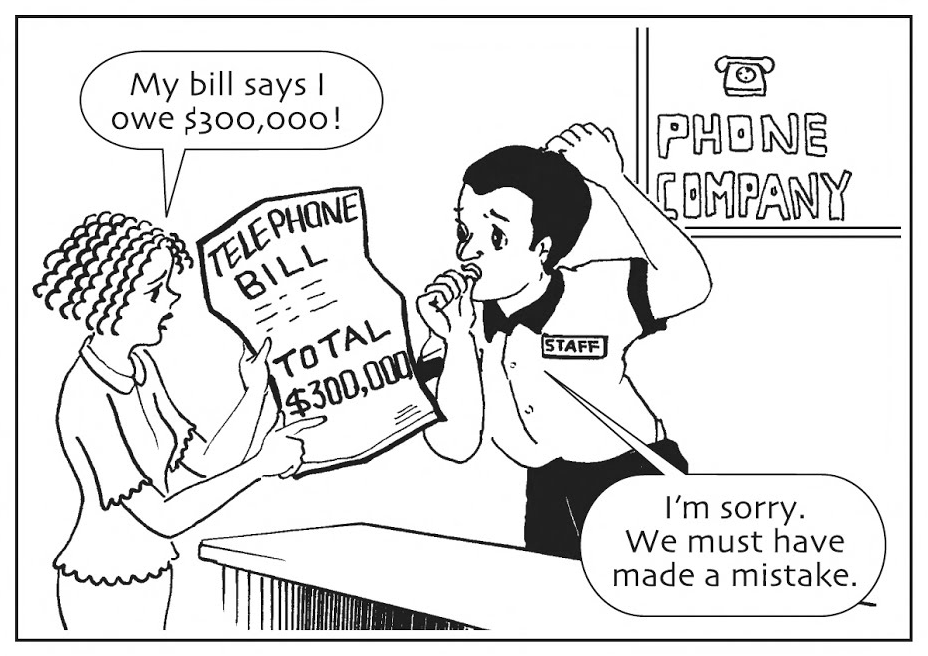 My bill says I
owe $300,000!
PHONE
COMPANY
TELEPHONE
BILL
TOTAL
$300,000
STAFF
I'm sorry.
We must have
made a mistake.